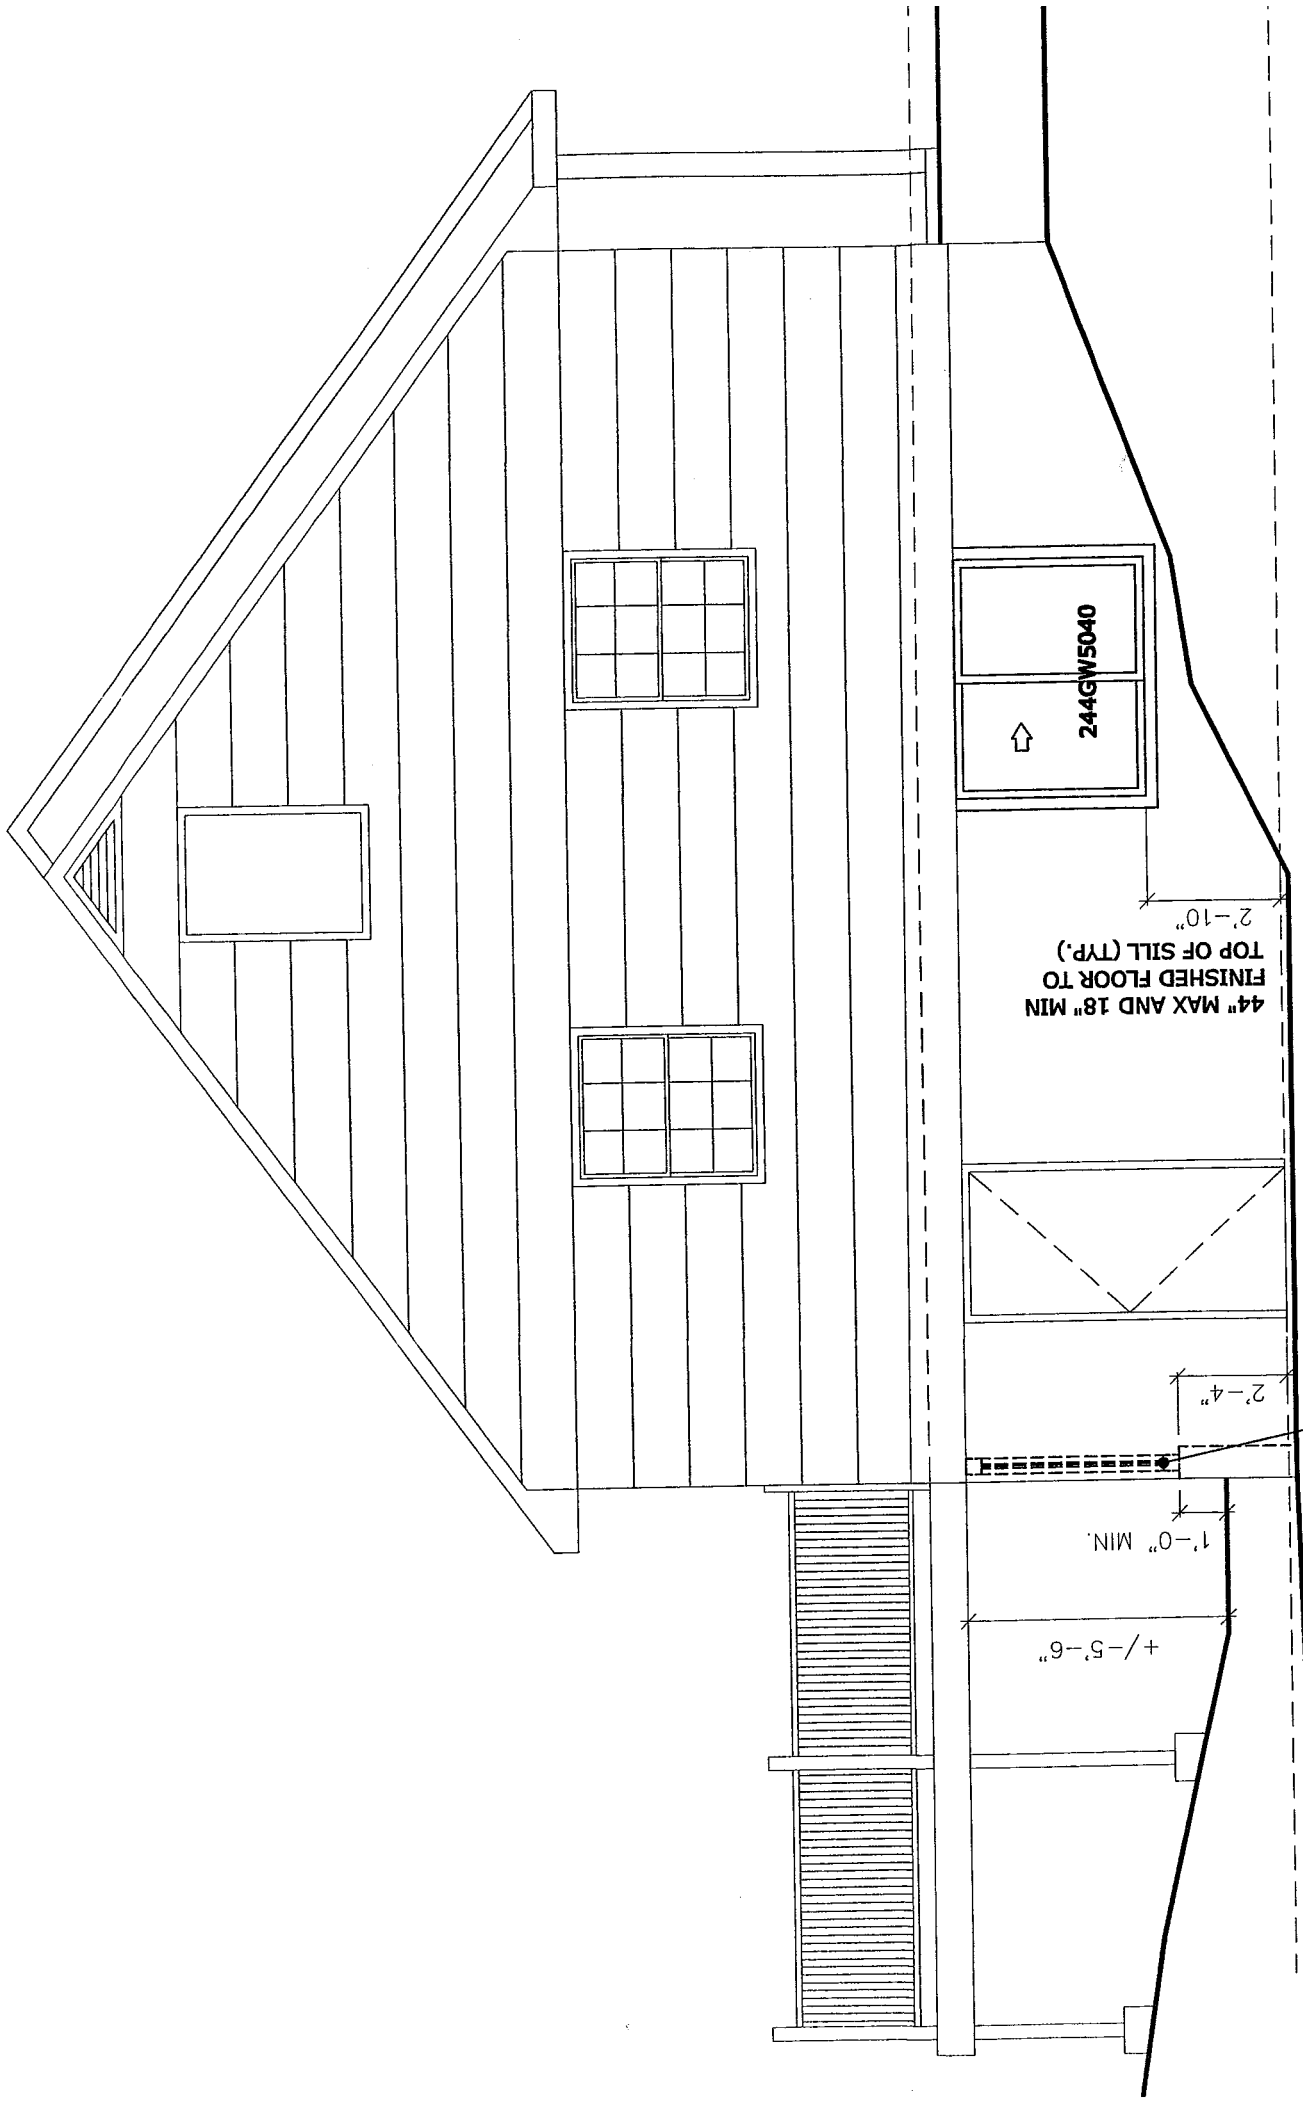 244GW5040
2'-10"
44" MAX AND 18" MIN
FINISHED FLOOR TO
TOP OF SILL (TYP.)
2'-4"
1'-0" MIN.
+/-5'-6"